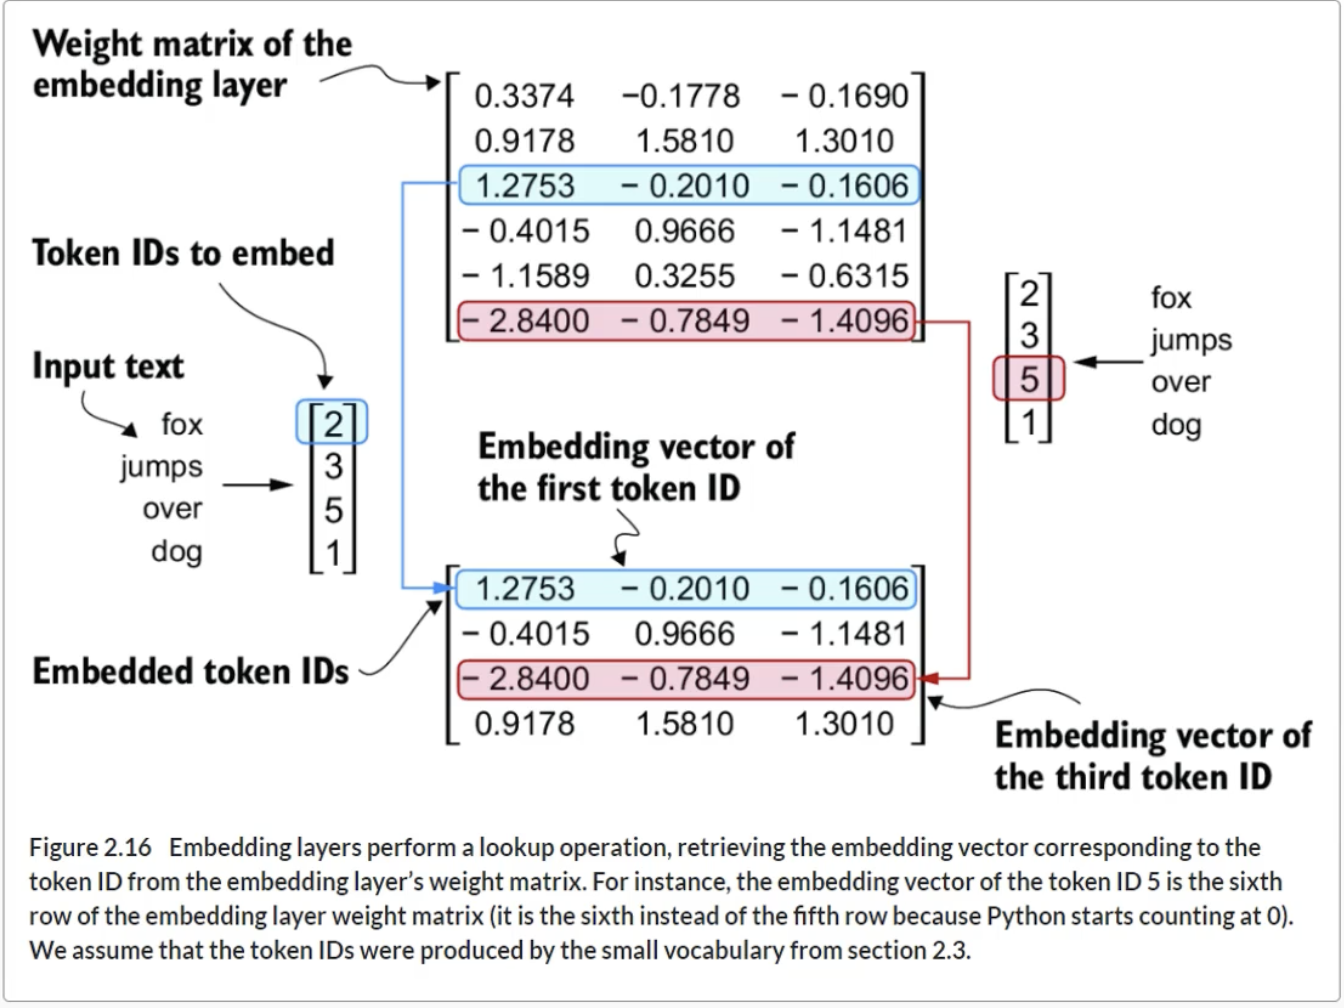 Weight matrix of the
embedding layer
0.3374 −0.1778 − 0.1690
0.9178 1.5810 1.3010
1.2753 − 0.2010 − 0.1606
− 0.4015 0.9666 − 1.1481
− 1.1589 0.3255 − 0.6315
− 2.8400 − 0.7849 − 1.4096
Token IDs to embed
Input text
fox
jumps
over
dog
2
3
5
1
2
3
5
1
fox
jumps
over
dog
Embedding vector of
the first token ID
1.2753 − 0.2010 − 0.1606
− 0.4015 0.9666 − 1.1481
− 2.8400 − 0.7849 − 1.4096
0.9178 1.5810 1.3010
Embedded token IDs
Embedding vector of
the third token ID
Figure 2.16 Embedding layers perform a lookup operation, retrieving the embedding vector corresponding to the
token ID from the embedding layer’s weight matrix. For instance, the embedding vector of the token ID 5 is the sixth
row of the embedding layer weight matrix (it is the sixth instead of the fifth row because Python starts counting at 0).
We assume that the token IDs were produced by the small vocabulary from section 2.3.